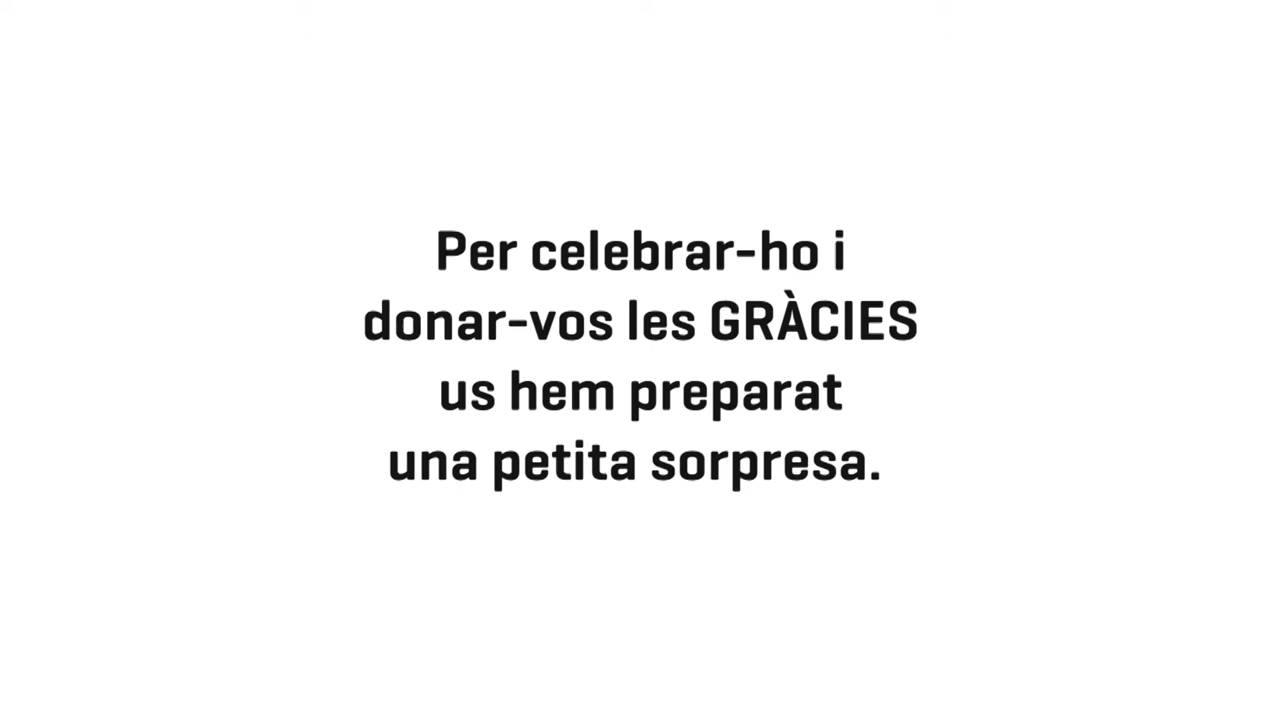 Per celebrar-ho i
donar-vos les GRÀCIES
us hem preparat
una petita sorpresa.